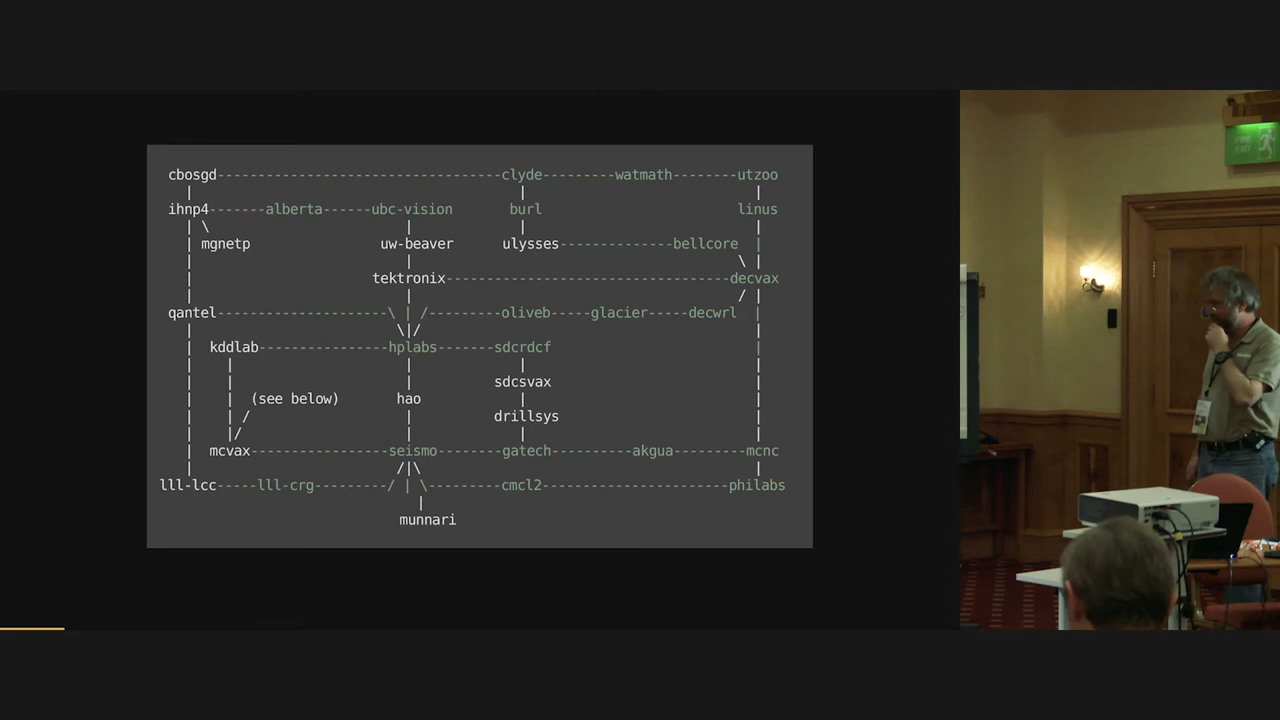 cbosgd-----------------------------------clyde---------watmath--------utzoo
   |                                         |                            |
ihnp4-------alberta------ubc-vision       burl                        linus
   | \                        |              |                            |
   | mgnetp                uw-beaver      ulysses--------------bellcore  |
   |                          |                                        \ |
   |                      tektronix-----------------------------------decvax
   |                          |                                        / |
qantel---------------------\ | /---------oliveb-----glacier-----decwrl  |
   |                         \|/                                          |
   | kddlab----------------hplabs-------sdcrdcf                          |
   |    |                     |              |                            |
   |    |                     |           sdcsvax                         |
   |    |  (see below)       hao             |                            |
   |    | /                   |           drillsys                        |
   |    |/                    |              |                            |
   | mcvax-----------------seismo--------gatech----------akgua---------mcnc
   |                         /|\                                          |
lll-lcc-----lll-crg---------/ | \---------cmcl2-----------------------philabs
                                |
                             munnari
FIRE
EXIT